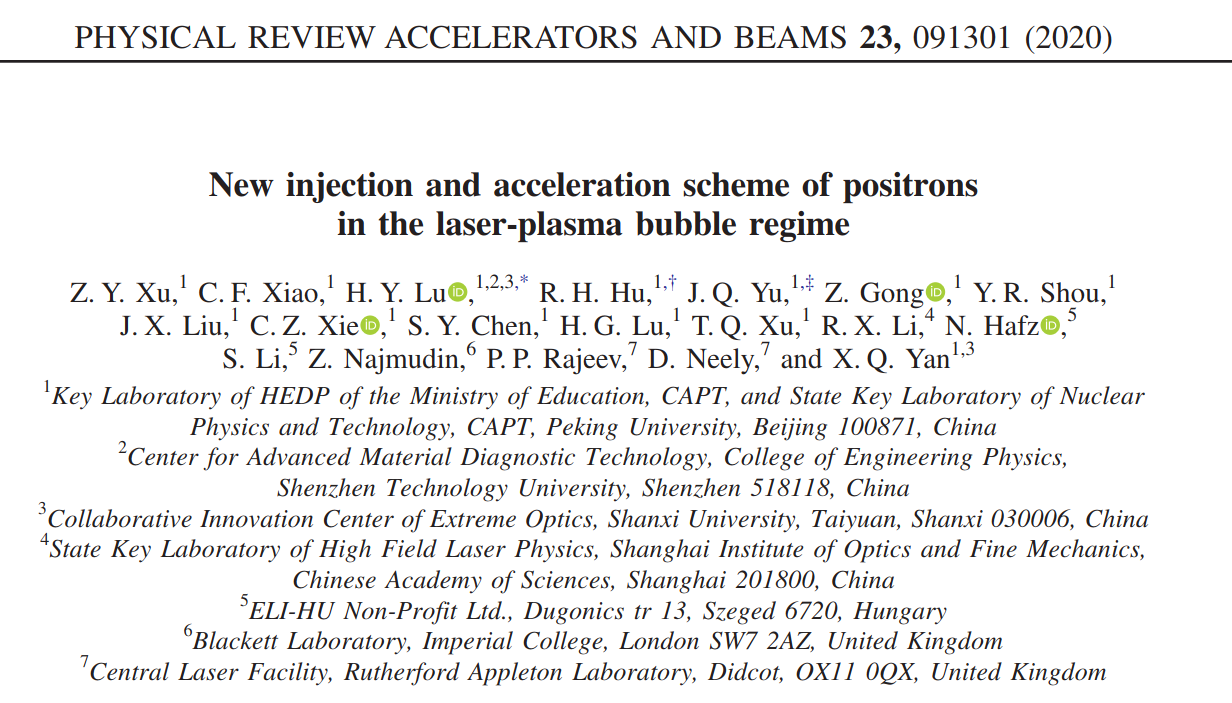 PHYSICAL REVIEW ACCELERATORS AND BEAMS 23, 091301 (2020)
New injection and acceleration scheme of positrons
in the laser-plasma bubble regime
Z. Y. Xu,1 C. F. Xiao,1 H. Y. Lu iD,1,2,3,* R. H. Hu,1,† J. Q. Yu,1,‡ Z. Gong iD,1 Y. R. Shou,1
J. X. Liu,1 C. Z. Xie iD,1 S. Y. Chen,1 H. G. Lu,1 T. Q. Xu,1 R. X. Li,4 N. Hafz iD,5
S. Li,5 Z. Najmudin,6 P. P. Rajeev,7 D. Neely,7 and X. Q. Yan1,3
1Key Laboratory of HEDP of the Ministry of Education, CAPT, and State Key Laboratory of Nuclear
Physics and Technology, CAPT, Peking University, Beijing 100871, China
2Center for Advanced Material Diagnostic Technology, College of Engineering Physics,
Shenzhen Technology University, Shenzhen 518118, China
3Collaborative Innovation Center of Extreme Optics, Shanxi University, Taiyuan, Shanxi 030006, China
4State Key Laboratory of High Field Laser Physics, Shanghai Institute of Optics and Fine Mechanics,
Chinese Academy of Sciences, Shanghai 201800, China
5ELI-HU Non-Profit Ltd., Dugonics tr 13, Szeged 6720, Hungary
6Blackett Laboratory, Imperial College, London SW7 2AZ, United Kingdom
7Central Laser Facility, Rutherford Appleton Laboratory, Didcot, OX11 0QX, United Kingdom